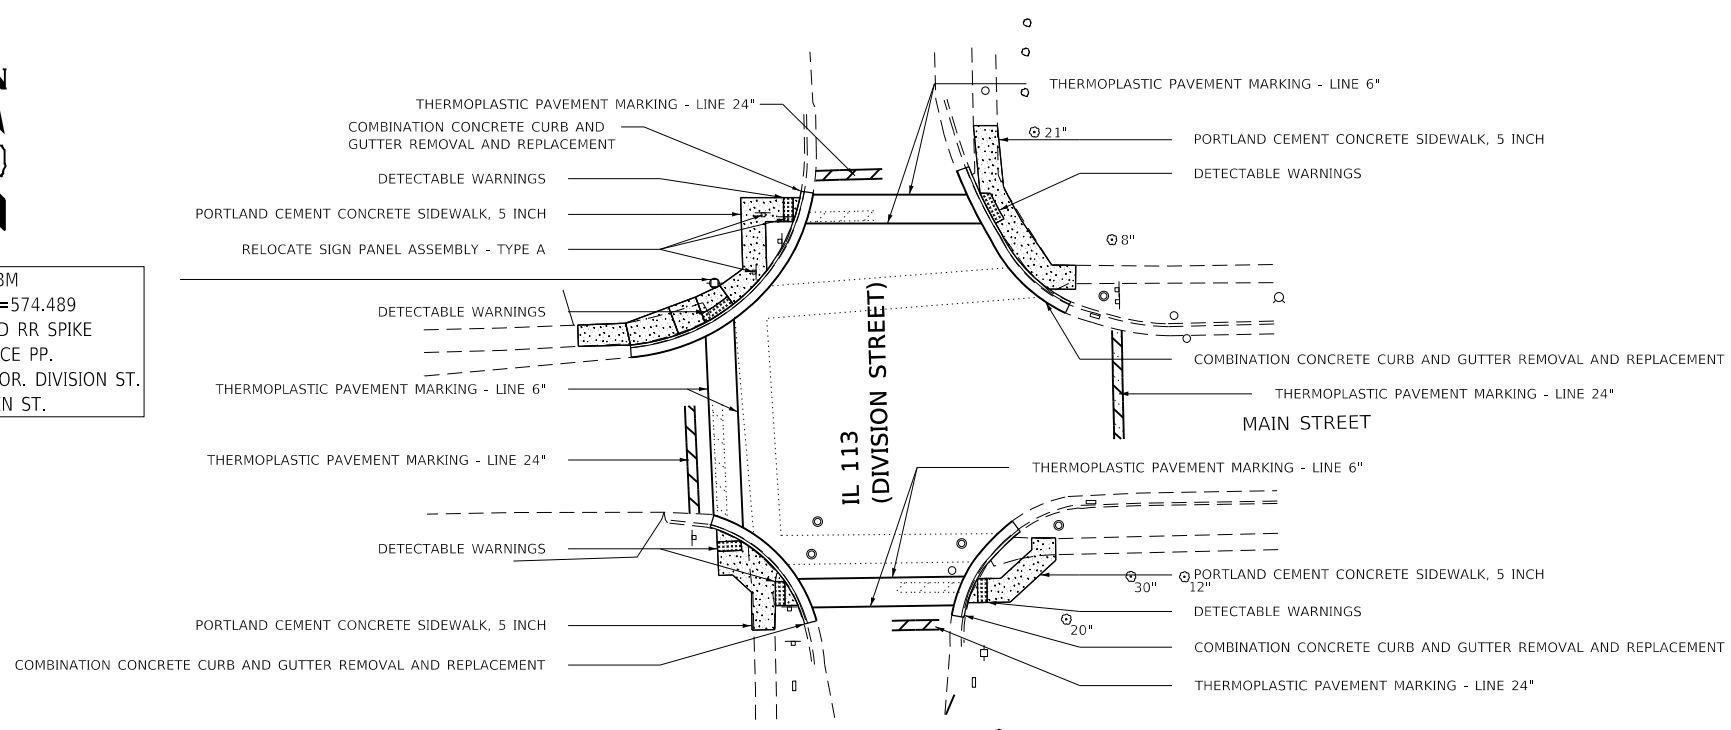 THERMOPLASTIC PAVEMENT MARKING - LINE 6"
THERMOPLASTIC PAVEMENT MARKING - LINE 24"
COMBINATION CONCRETE CURB AND
GUTTER REMOVAL AND REPLACEMENT
21"
PORTLAND CEMENT CONCRETE SIDEWALK, 5 INCH
DETECTABLE WARNINGS
DETECTABLE WARNINGS
PORTLAND CEMENT CONCRETE SIDEWALK, 5 INCH
RELOCATE SIGN PANEL ASSEMBLY - TYPE A
8"
=574.489
RR SPIKE
PP.
DIVISION ST.
ST.
DETECTABLE WARNINGS
COMBINATION CONCRETE CURB AND GUTTER REMOVAL AND REPLACEMENT
THERMOPLASTIC PAVEMENT MARKING - LINE 6"
THERMOPLASTIC PAVEMENT MARKING - LINE 24"
MAIN STREET
IL 113
(DIVISION STREET)
THERMOPLASTIC PAVEMENT MARKING - LINE 24"
THERMOPLASTIC PAVEMENT MARKING - LINE 6"
DETECTABLE WARNINGS
PORTLAND CEMENT CONCRETE SIDEWALK, 5 INCH
30"
12"
DETECTABLE WARNINGS
20"
PORTLAND CEMENT CONCRETE SIDEWALK, 5 INCH
COMBINATION CONCRETE CURB AND GUTTER REMOVAL AND REPLACEMENT
COMBINATION CONCRETE CURB AND GUTTER REMOVAL AND REPLACEMENT
THERMOPLASTIC PAVEMENT MARKING - LINE 24"